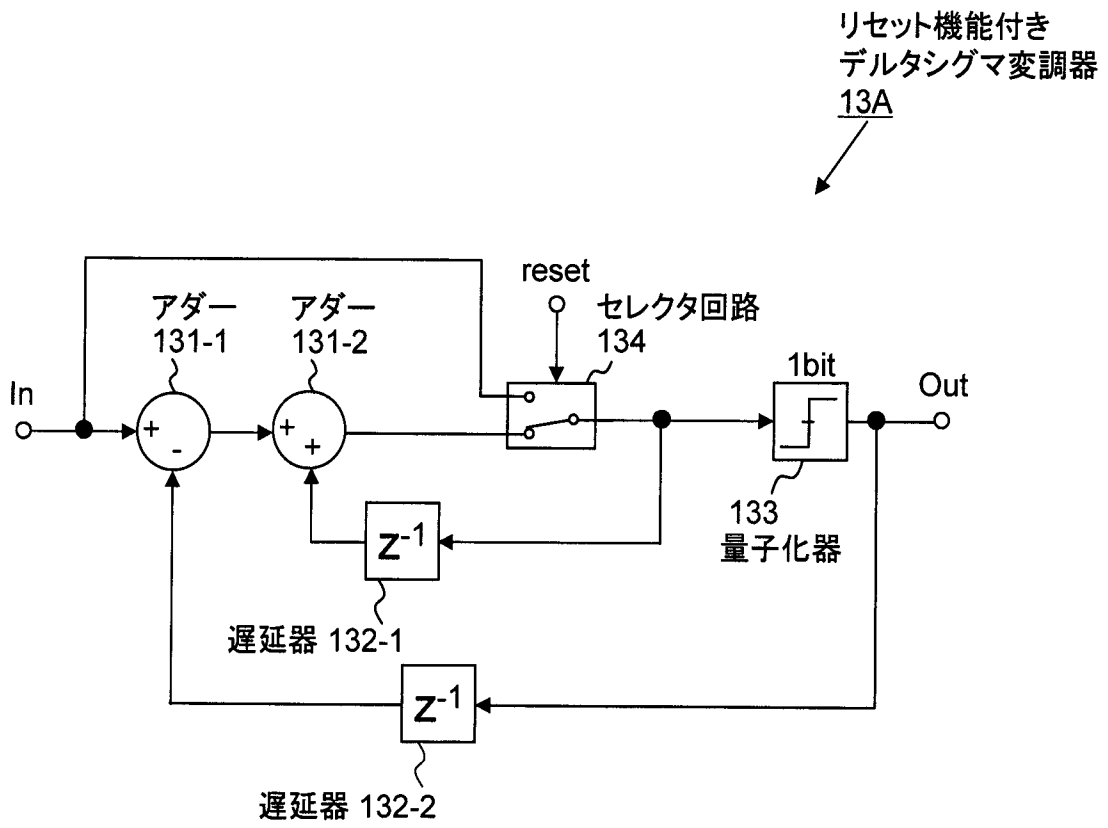 リセット機能付き
デルタシグマ変調器
13A
reset
アダー
131-1
アダー
131-2
セレクタ回路
134
1bit
In
Out
+
-
+
+
133
量子化器
z-1
遅延器 132-1
z-1
遅延器 132-2